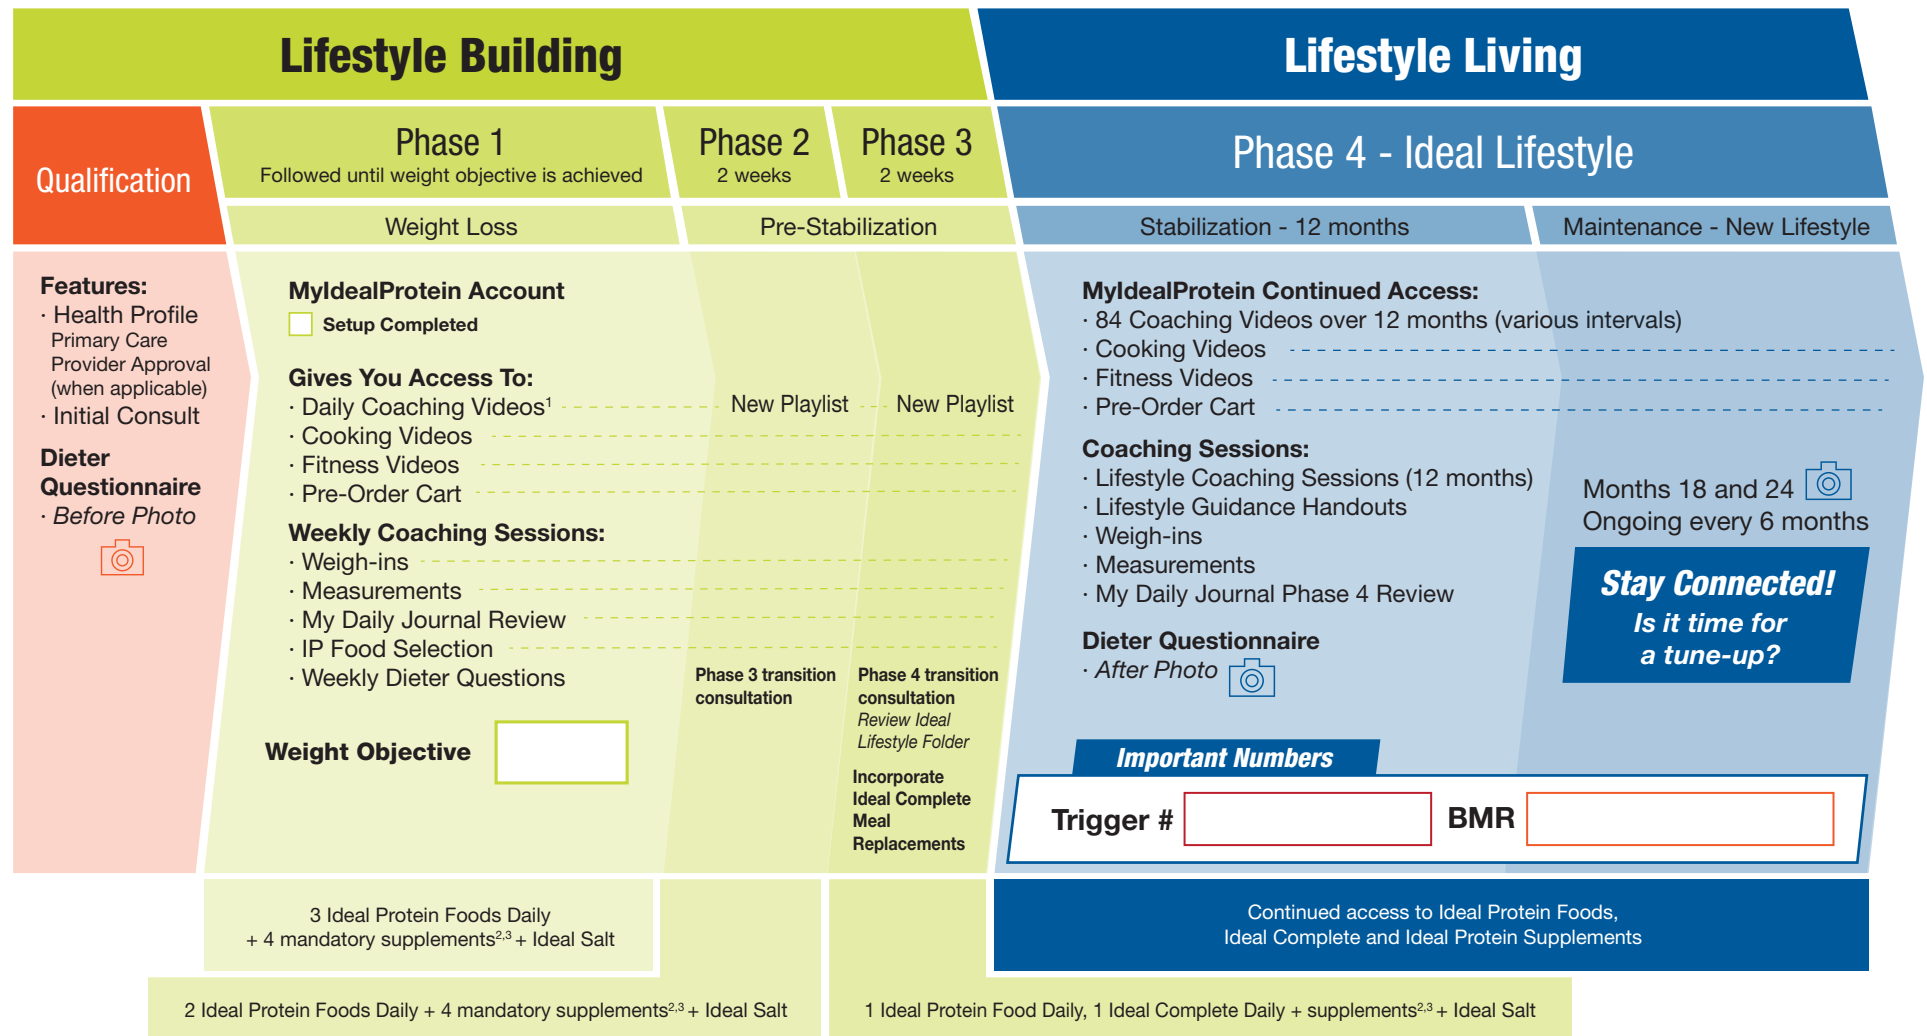 Lifestyle Building
Lifestyle Living
Qualification
Phase 1
Followed until weight objective is achieved
Phase 2
2 weeks
Phase 3
2 weeks
Phase 4 - Ideal Lifestyle
Weight Loss
Pre-Stabilization
Stabilization - 12 months
Maintenance - New Lifestyle
Features:
· Health Profile
Primary Care
Provider Approval
(when applicable)
· Initial Consult
Dieter
Questionnaire
· Before Photo
MyIdealProtein Account
Setup Completed
Gives You Access To:
· Daily Coaching Videos¹
New Playlist
New Playlist
· Cooking Videos
· Fitness Videos
· Pre-Order Cart
Weekly Coaching Sessions:
· Weigh-ins
· Measurements
· My Daily Journal Review
· IP Food Selection
· Weekly Dieter Questions
Weight Objective
Phase 3 transition
consultation
Phase 4 transition
consultation
Review Ideal
Lifestyle Folder
Incorporate
Ideal Complete
Meal
Replacements
MyIdealProtein Continued Access:
· 84 Coaching Videos over 12 months (various intervals)
· Cooking Videos
· Fitness Videos
· Pre-Order Cart
Coaching Sessions:
· Lifestyle Coaching Sessions (12 months)
· Lifestyle Guidance Handouts
· Weigh-ins
· Measurements
· My Daily Journal Phase 4 Review
Dieter Questionnaire
· After Photo
Months 18 and 24
Ongoing every 6 months
Stay Connected!
Is it time for
a tune-up?
Important Numbers
Trigger #
BMR
3 Ideal Protein Foods Daily
+ 4 mandatory supplements²,³ + Ideal Salt
Continued access to Ideal Protein Foods,
Ideal Complete and Ideal Protein Supplements
2 Ideal Protein Foods Daily + 4 mandatory supplements²,³ + Ideal Salt
1 Ideal Protein Food Daily, 1 Ideal Complete Daily + supplements²,³ + Ideal Salt